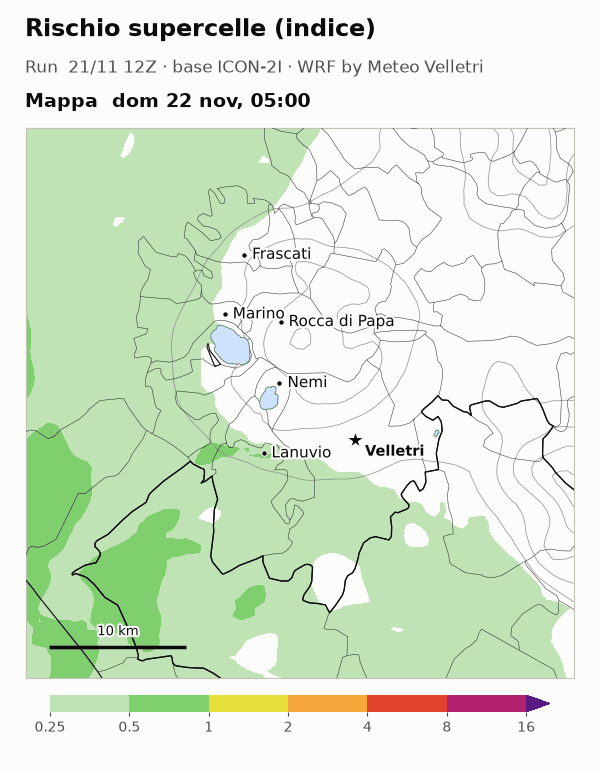 Rischio supercelle (indice)
Run  21/11 12Z · base ICON-2I · WRF by Meteo Velletri
Mappa  dom 22 nov, 05:00
Frascati
Marino
Rocca di Papa
Nemi
Velletri
Lanuvio
10 km
0.25 0.5 1 2 4 8 16